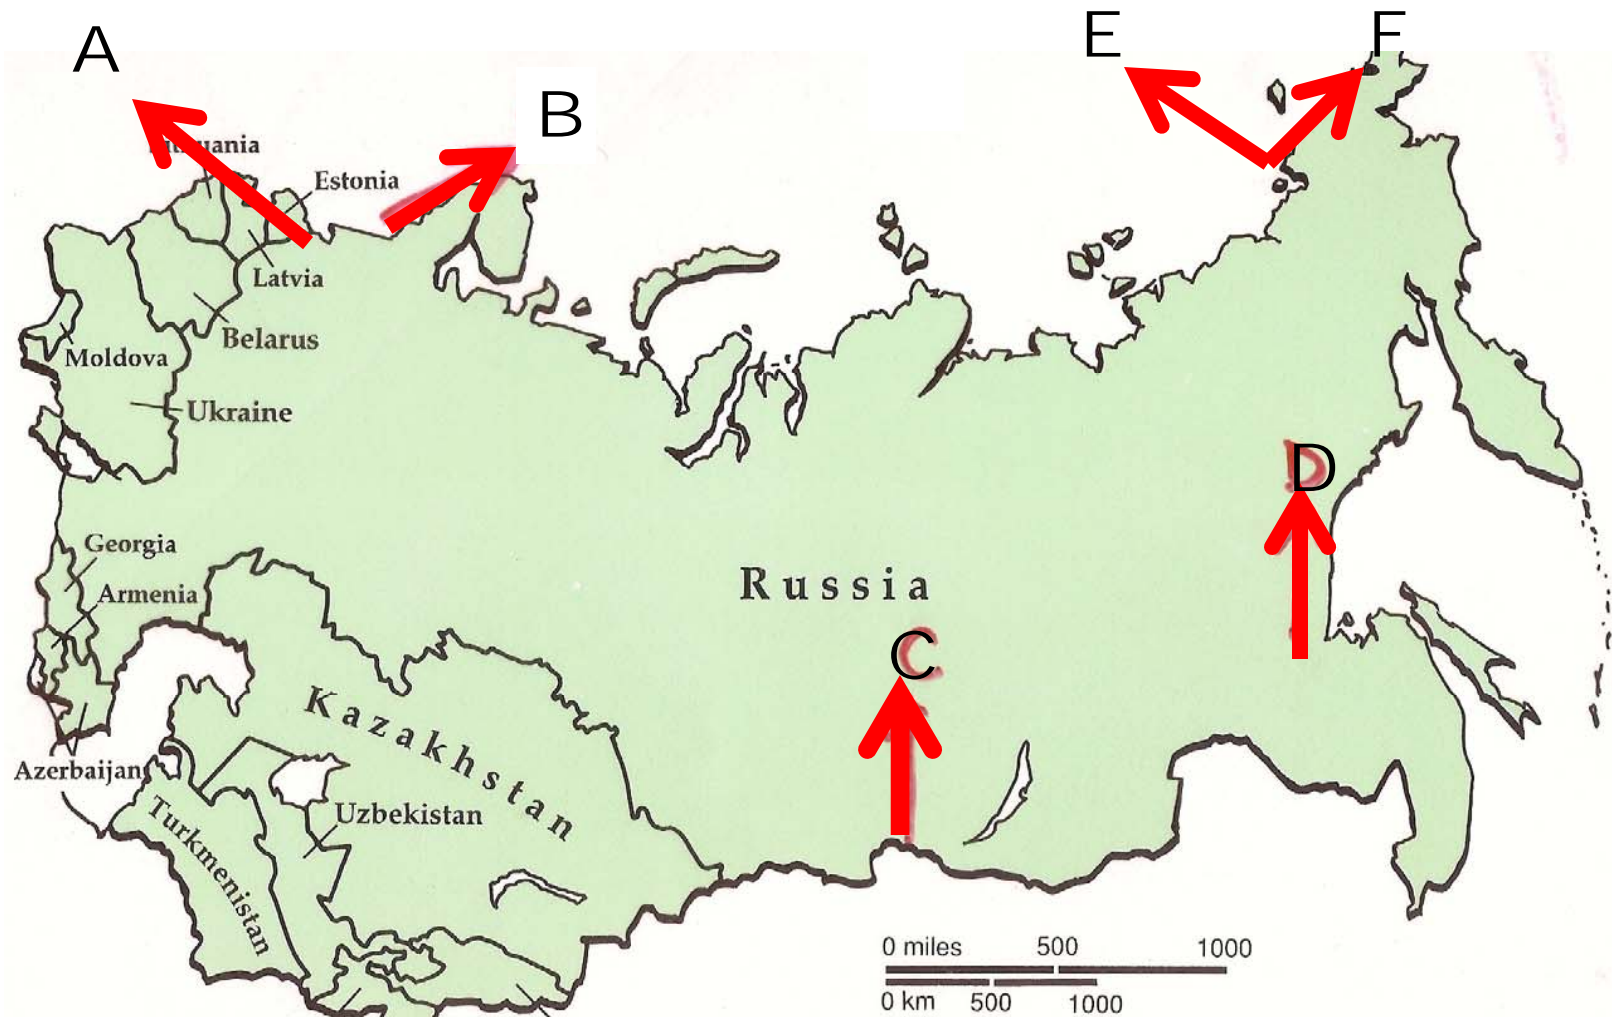 A
B
E
F
Estonia
Latvia
Belarus
Moldova
Ukraine
D
Georgia
Armenia
Russia
C
Kazakhstan
Azerbaijan
Uzbekistan
Turkmenistan
0 miles 500 1000
0 km 500 1000